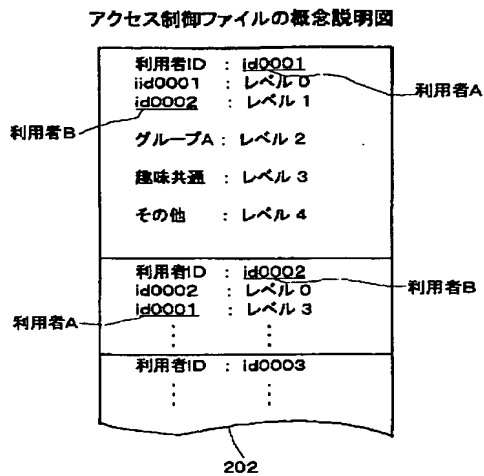 アクセス制御ファイルの概念説明図
利用者ID : id0001
iid0001 : レベル 0
利用者A
id0002 : レベル 1
利用者B
グループA : レベル 2
趣味共通 : レベル 3
その他 : レベル 4
利用者ID : id0002
id0002 : レベル 0
利用者B
id0001 : レベル 3
利用者A
利用者ID : id0003
202